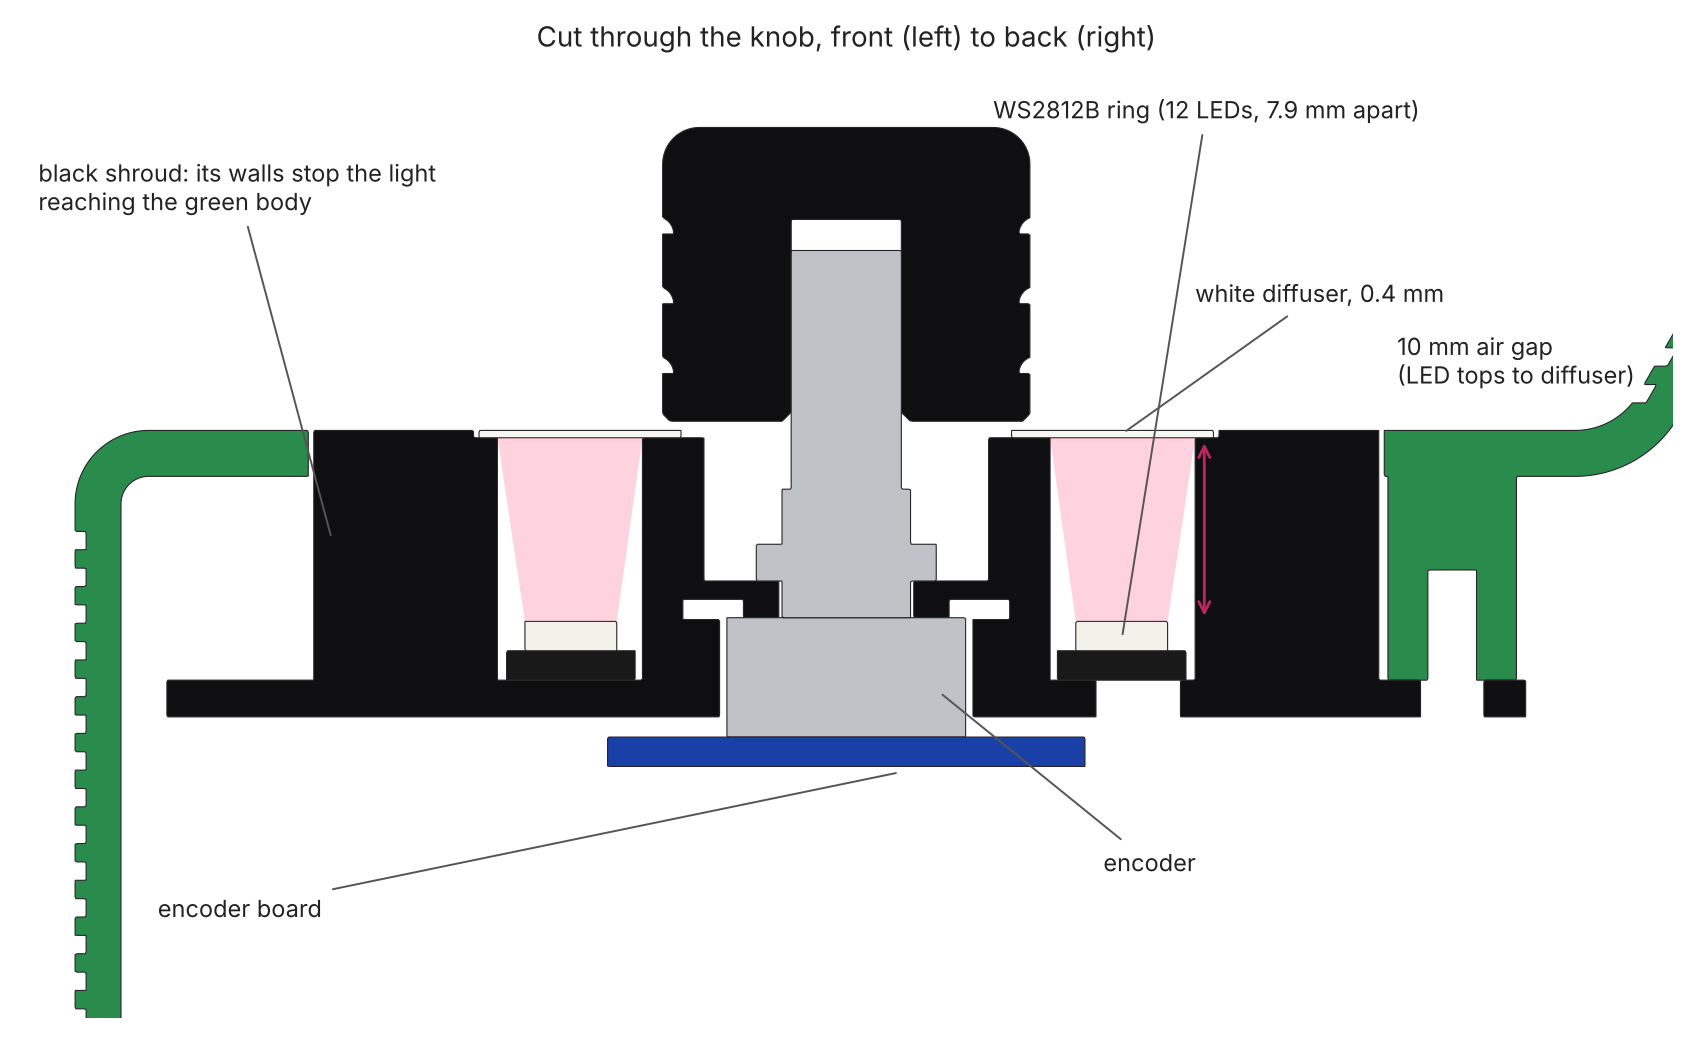 Cut through the knob, front (left) to back (right)
WS2812B ring (12 LEDs, 7.9 mm apart)
black shroud: its walls stop the light
reaching the green body
white diffuser, 0.4 mm
10 mm air gap
(LED tops to diffuser)
encoder
encoder board